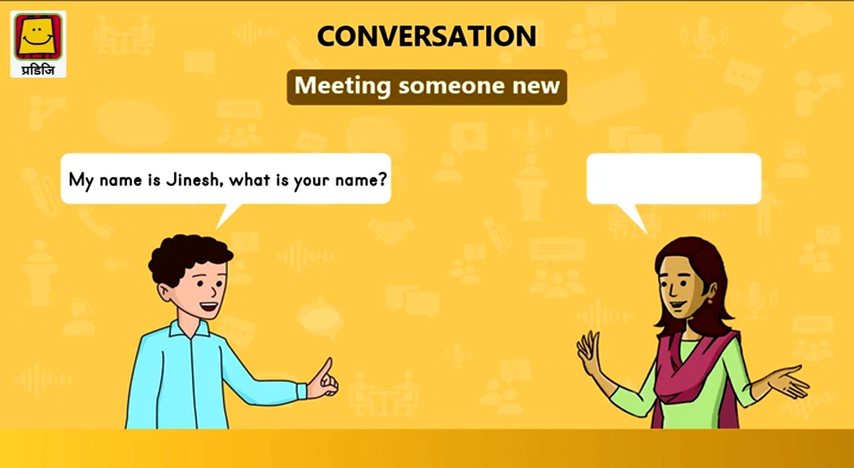 प्रडिजि
CONVERSATION
Meeting someone new
My name is Jinesh, what is your name?